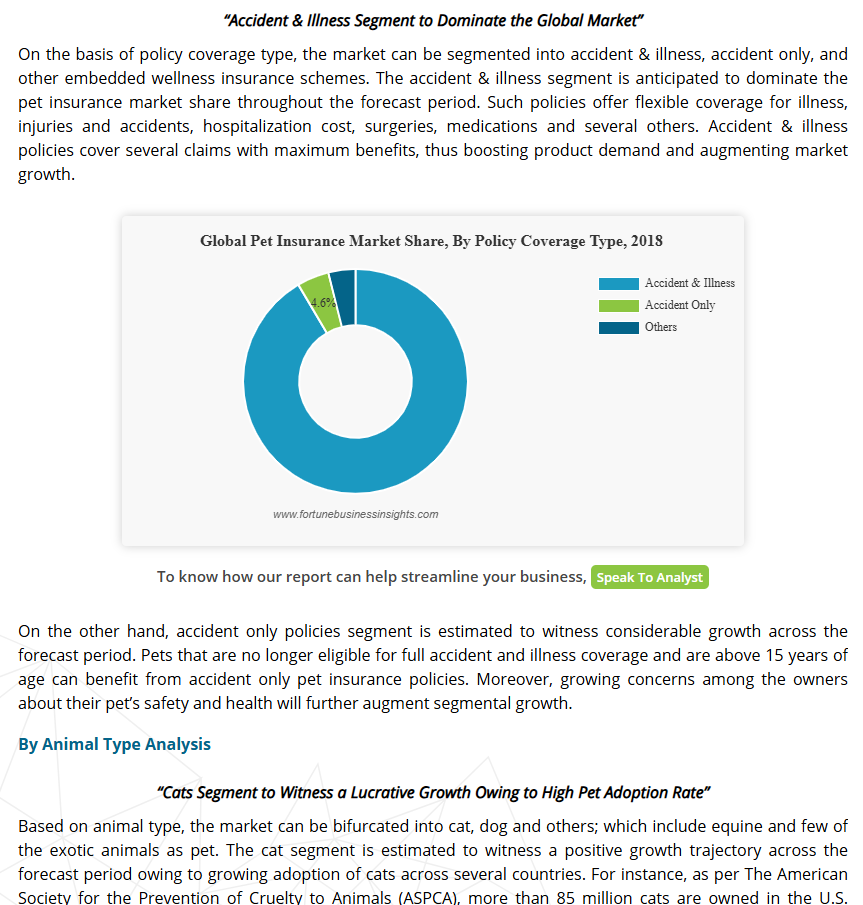 “Accident & Illness Segment to Dominate the Global Market”
On the basis of policy coverage type, the market can be segmented into accident & illness, accident only, and
other embedded wellness insurance schemes. The accident & illness segment is anticipated to dominate the
pet insurance market share throughout the forecast period. Such policies offer flexible coverage for illness,
injuries and accidents, hospitalization cost, surgeries, medications and several others. Accident & illness
policies cover several claims with maximum benefits, thus boosting product demand and augmenting market
growth.
Global Pet Insurance Market Share, By Policy Coverage Type, 2018
4.6%
Accident & Illness
Accident Only
Others
www.fortunebusinessinsights.com
To know how our report can help streamline your business, Speak To Analyst
On the other hand, accident only policies segment is estimated to witness considerable growth across the
forecast period. Pets that are no longer eligible for full accident and illness coverage and are above 15 years of
age can benefit from accident only pet insurance policies. Moreover, growing concerns among the owners
about their pet’s safety and health will further augment segmental growth.
By Animal Type Analysis
“Cats Segment to Witness a Lucrative Growth Owing to High Pet Adoption Rate”
Based on animal type, the market can be bifurcated into cat, dog and others; which include equine and few of
the exotic animals as pet. The cat segment is estimated to witness a positive growth trajectory across the
forecast period owing to growing adoption of cats across several countries. For instance, as per The American
Society for the Prevention of Cruelty to Animals (ASPCA), more than 85 million cats are owned in the U.S.